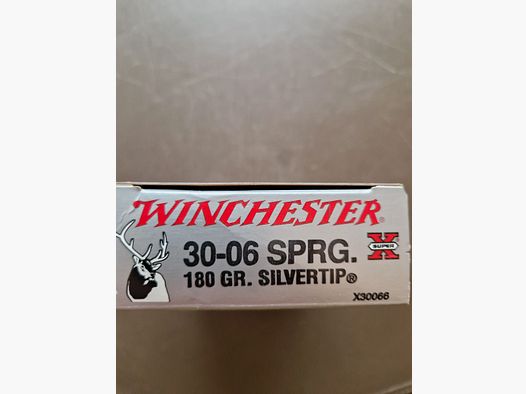 WINCHESTER®
30-06 SPRG.
SUPER X
180 GR. SILVERTIP®
X30066